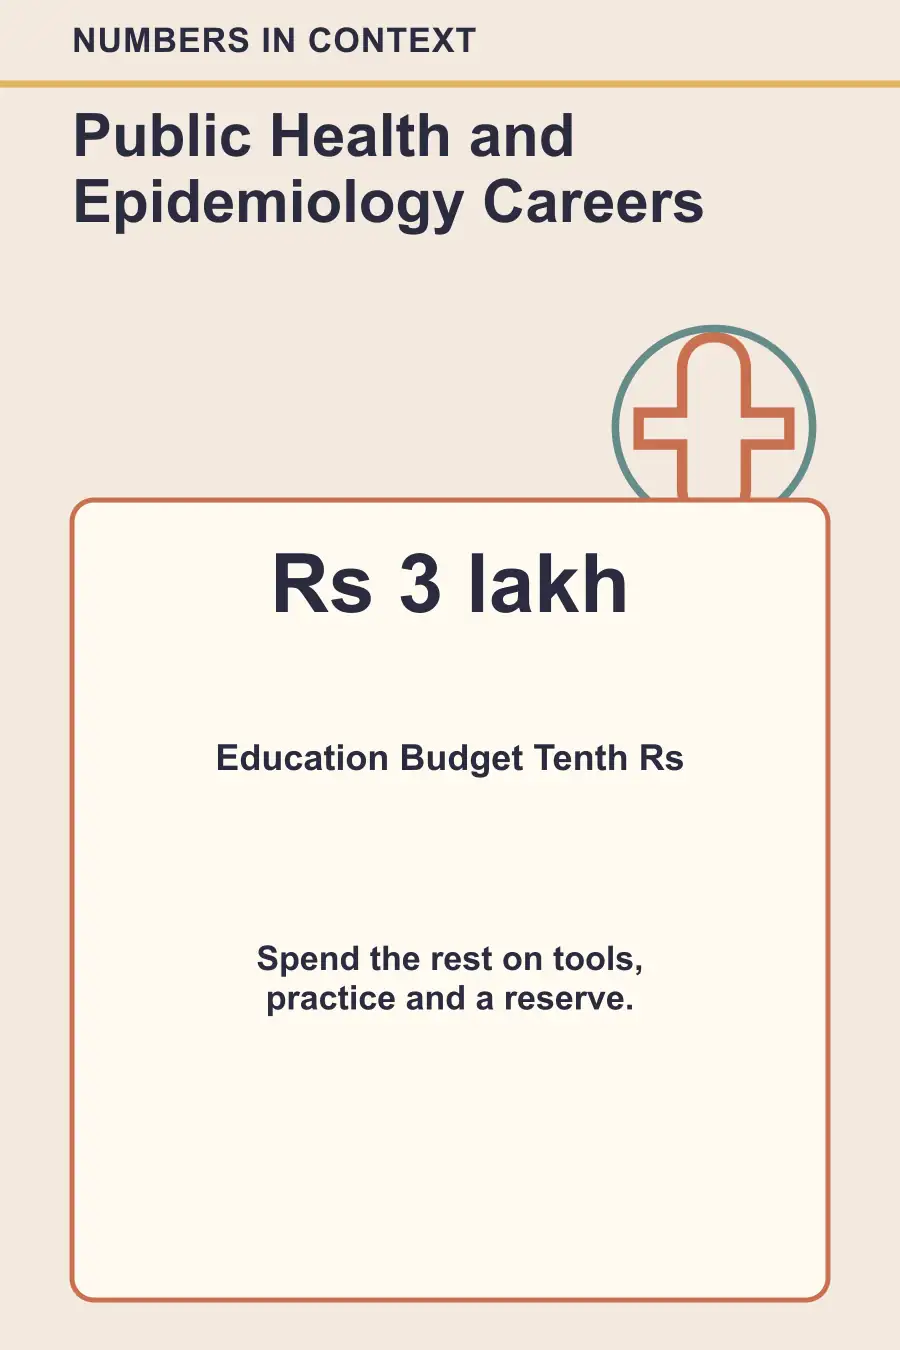 NUMBERS IN CONTEXT
Public Health and
Epidemiology Careers
Rs 3 lakh
Education Budget Tenth Rs
Spend the rest on tools,
practice and a reserve.